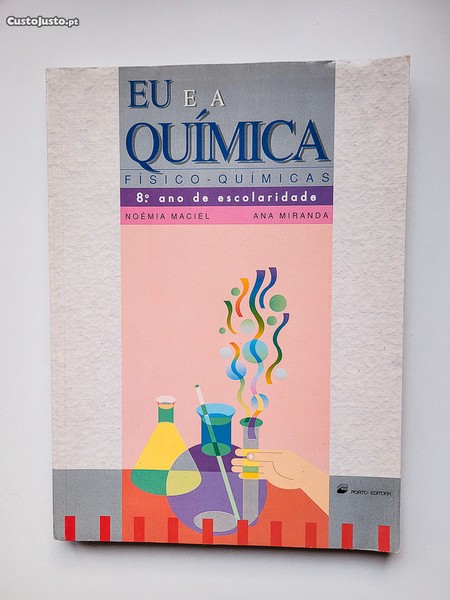 CustoJusto.pt
EU E A
QUÍMICA
FÍSICO-QUÍMICAS
8.º ano de escolaridade
NOÉMIA MACIEL ANA MIRANDA
PORTO EDITORA